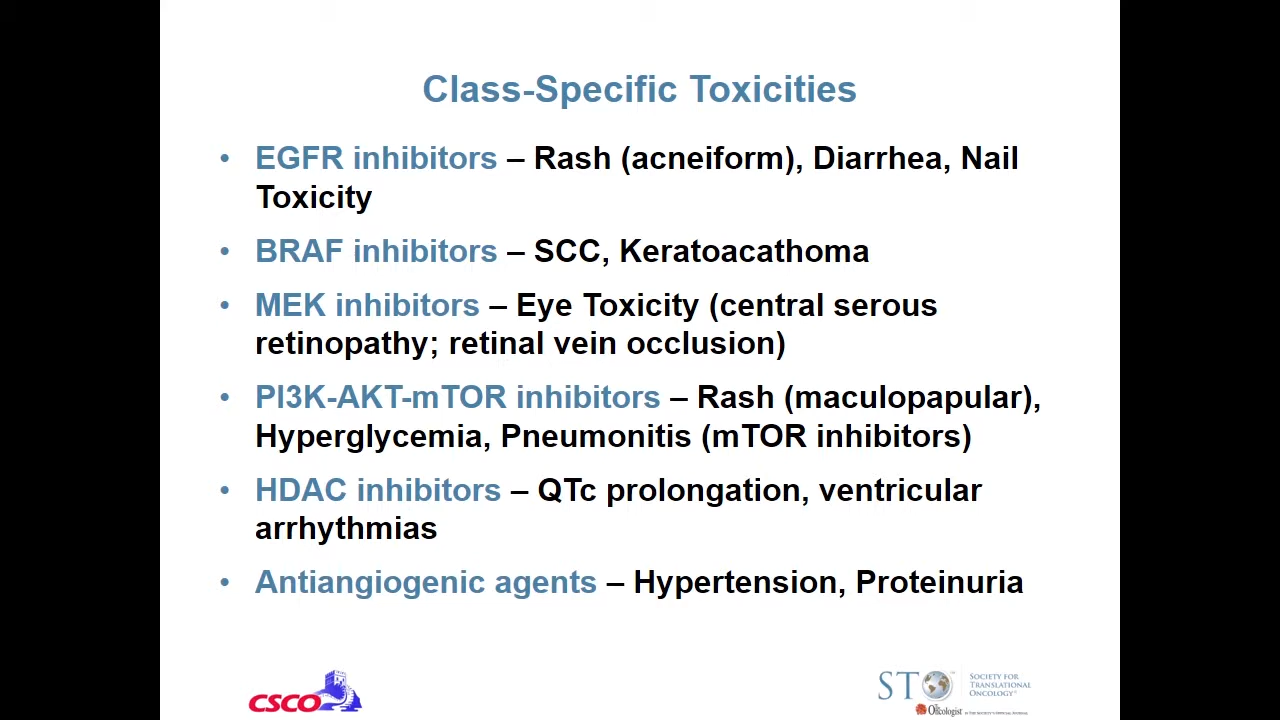 Class-Specific Toxicities
• EGFR inhibitors – Rash (acneiform), Diarrhea, Nail
Toxicity
• BRAF inhibitors – SCC, Keratoacathoma
• MEK inhibitors – Eye Toxicity (central serous
retinopathy; retinal vein occlusion)
• PI3K-AKT-mTOR inhibitors – Rash (maculopapular),
Hyperglycemia, Pneumonitis (mTOR inhibitors)
• HDAC inhibitors – QTc prolongation, ventricular
arrhythmias
• Antiangiogenic agents – Hypertension, Proteinuria
CSCO
STO
SOCIETY FOR
TRANSLATIONAL
ONCOLOGY
The Oncologist